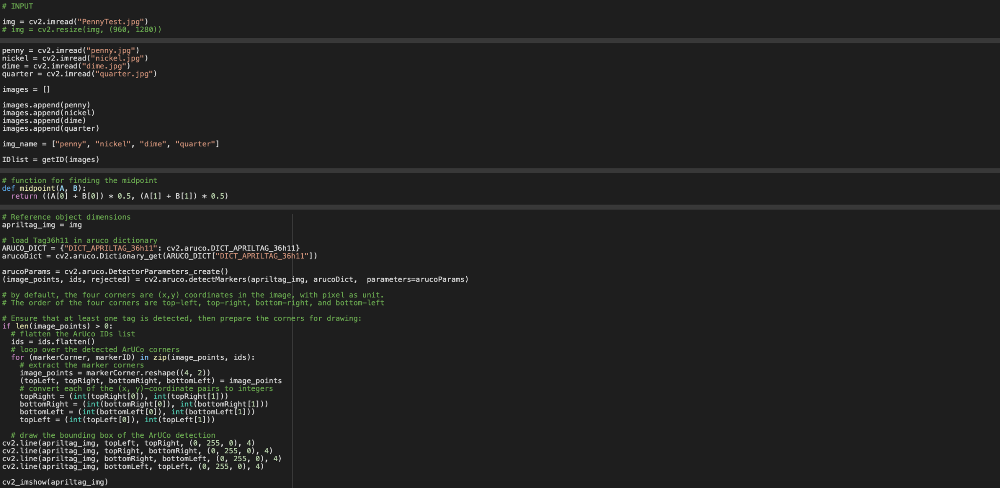 # INPUT
img = cv2.imread("PennyTest.jpg")
# img = cv2.resize(img, (960, 1280))
penny = cv2.imread("penny.jpg")
nickel = cv2.imread("nickel.jpg")
dime = cv2.imread("dime.jpg")
quarter = cv2.imread("quarter.jpg")
images = []
images.append(penny)
images.append(nickel)
images.append(dime)
images.append(quarter)
img_name = ["penny", "nickel", "dime", "quarter"]
IDlist = getID(images)
# function for finding the midpoint
def midpoint(A, B):
  return ((A[0] + B[0]) * 0.5, (A[1] + B[1]) * 0.5)
# Reference object dimensions
apriltag_img = img
# load Tag36h11 in aruco dictionary
ARUCO_DICT = {"DICT_APRILTAG_36h11": cv2.aruco.DICT_APRILTAG_36h11}
arucoDict = cv2.aruco.Dictionary_get(ARUCO_DICT["DICT_APRILTAG_36h11"])
arucoParams = cv2.aruco.DetectorParameters_create()
(image_points, ids, rejected) = cv2.aruco.detectMarkers(apriltag_img, arucoDict,  parameters=arucoParams)
# by default, the four corners are (x,y) coordinates in the image, with pixel as unit.
# The order of the four corners are top-left, top-right, bottom-right, and bottom-left
# Ensure that at least one tag is detected, then prepare the corners for drawing:
if len(image_points) > 0:
  # flatten the ArUco IDs list
  ids = ids.flatten()
  # loop over the detected ArUCo corners
  for (markerCorner, markerID) in zip(image_points, ids):
    # extract the marker corners
    image_points = markerCorner.reshape((4, 2))
    (topLeft, topRight, bottomRight, bottomLeft) = image_points
    # convert each of the (x, y)-coordinate pairs to integers
    topRight = (int(topRight[0]), int(topRight[1]))
    bottomRight = (int(bottomRight[0]), int(bottomRight[1]))
    bottomLeft = (int(bottomLeft[0]), int(bottomLeft[1]))
    topLeft = (int(topLeft[0]), int(topLeft[1]))
  # draw the bounding box of the ArUCo detection
cv2.line(apriltag_img, topLeft, topRight, (0, 255, 0), 4)
cv2.line(apriltag_img, topRight, bottomRight, (0, 255, 0), 4)
cv2.line(apriltag_img, bottomRight, bottomLeft, (0, 255, 0), 4)
cv2.line(apriltag_img, bottomLeft, topLeft, (0, 255, 0), 4)
cv2_imshow(apriltag_img)